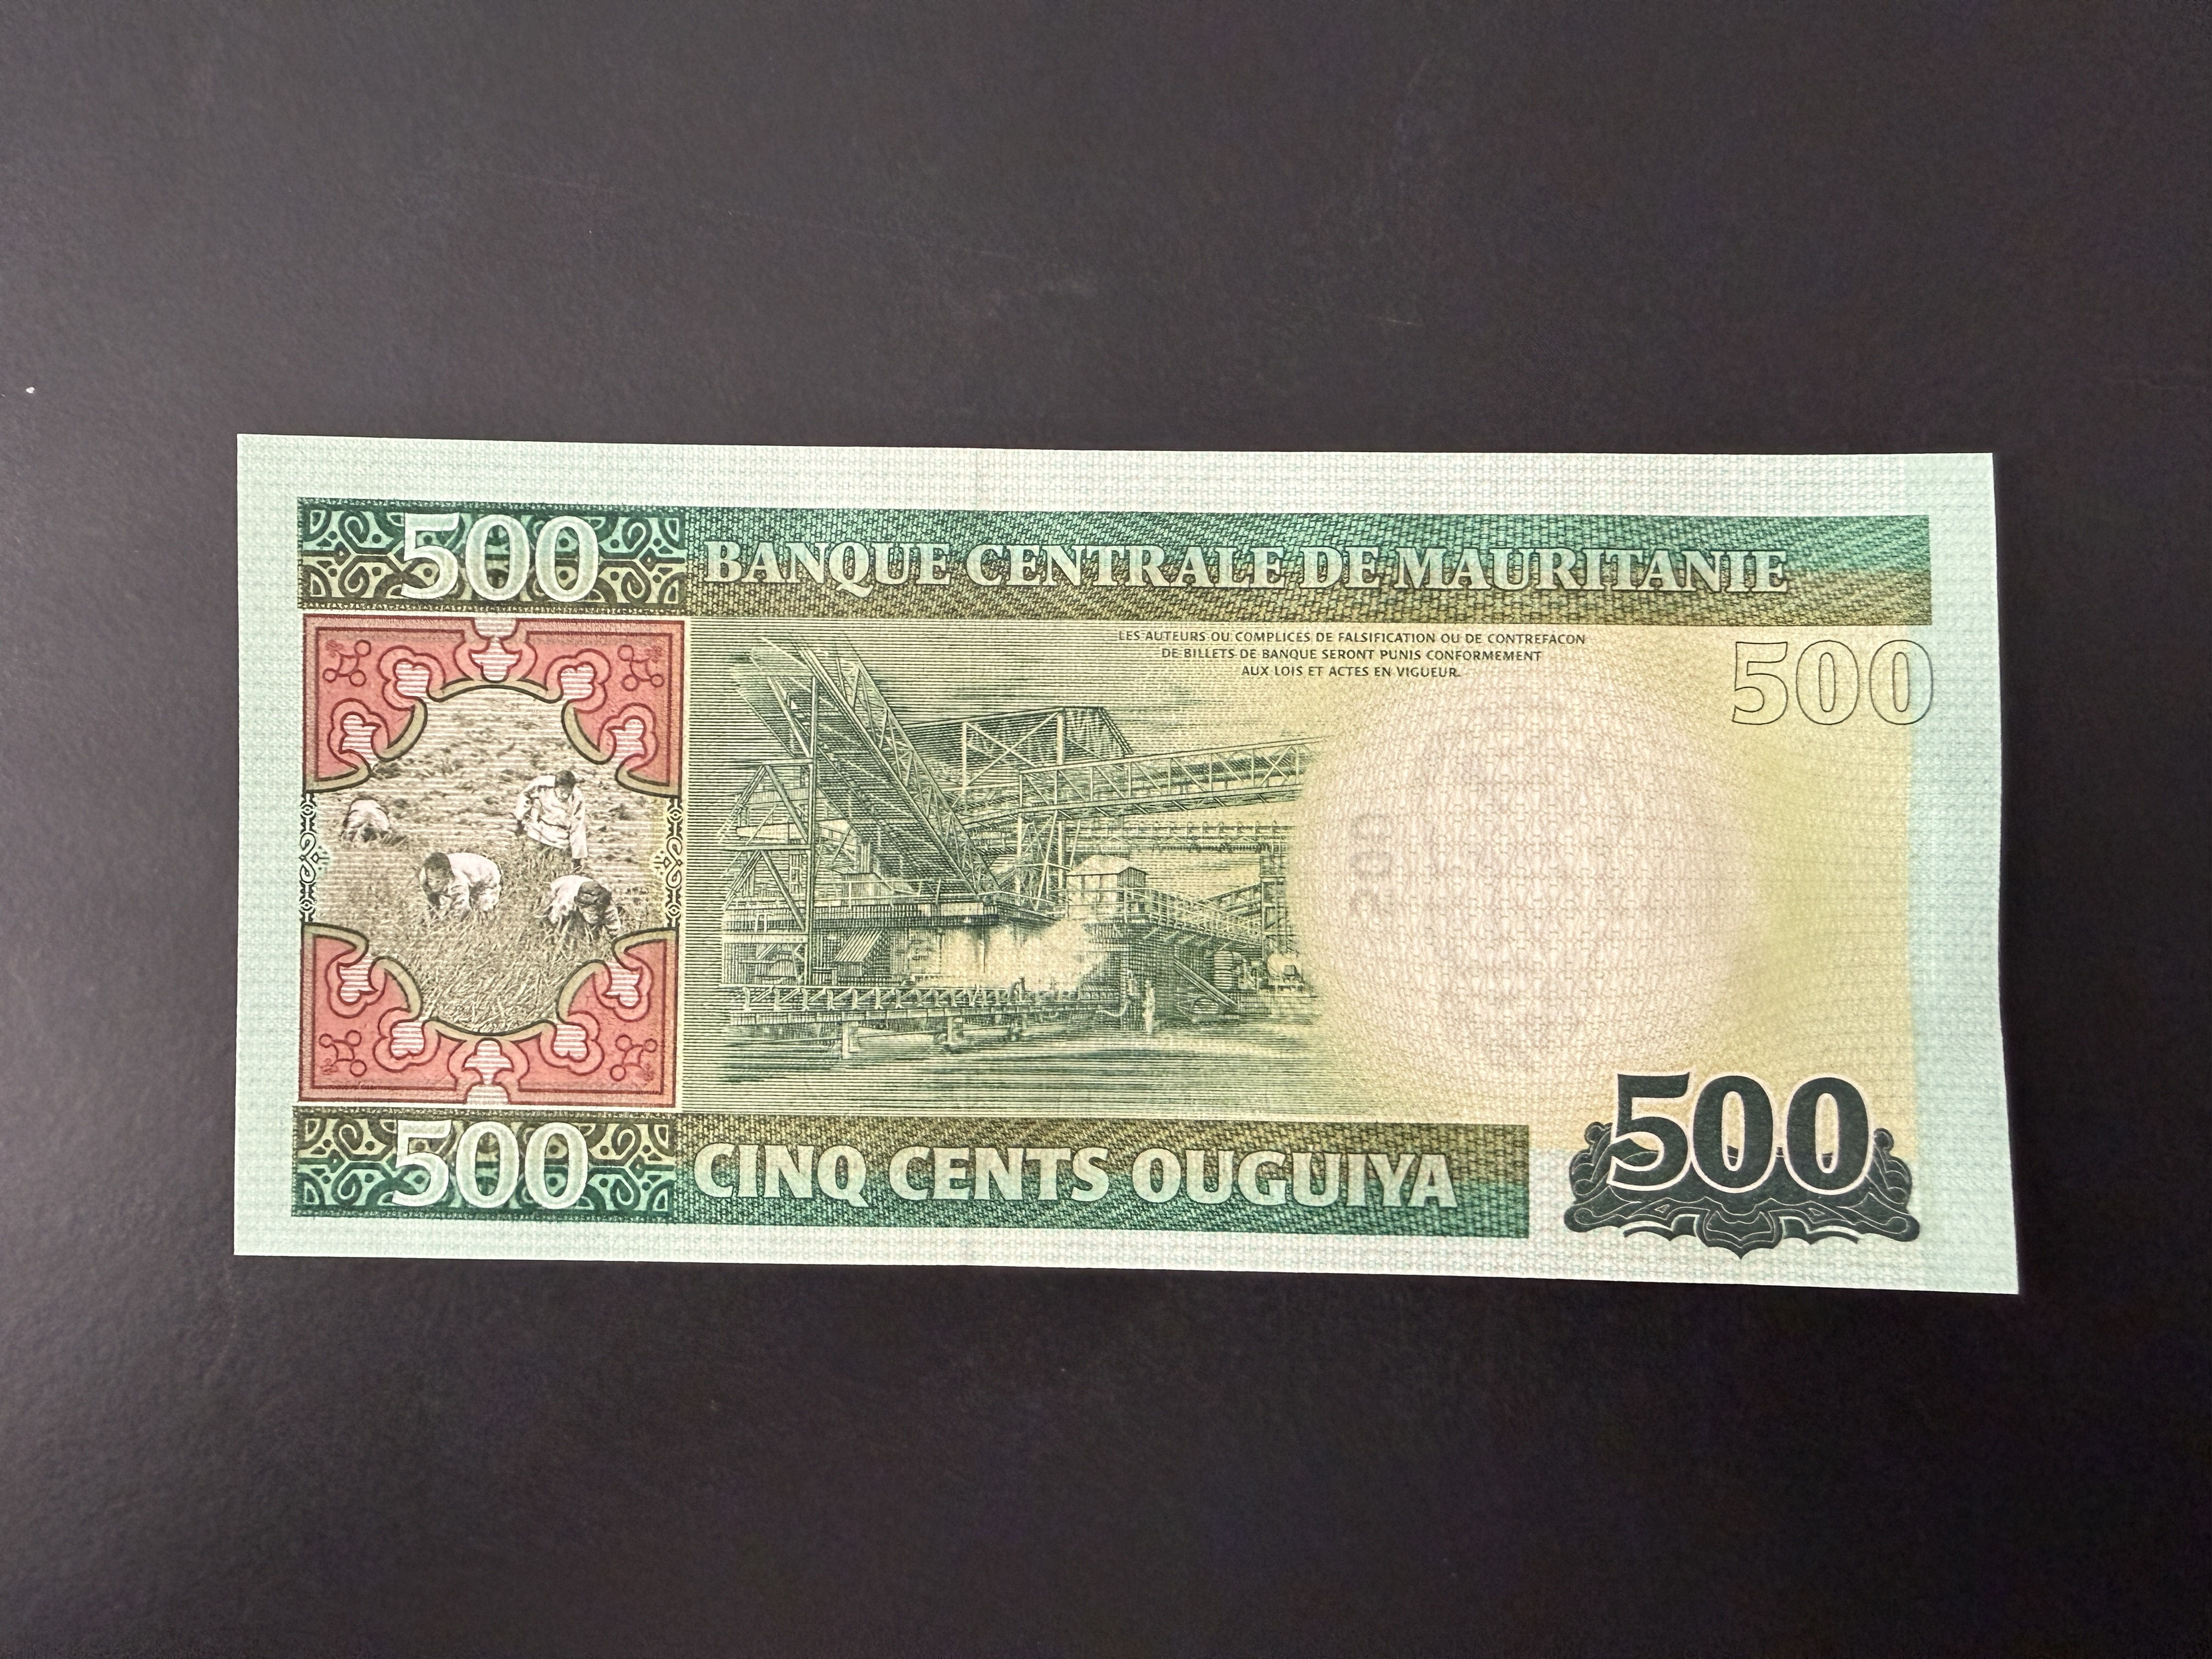 500
BANQUE CENTRALE DE MAURITANIE
LES AUTEURS OU COMPLICES DE FALSIFICATION OU DE CONTREFACON
DE BILLETS DE BANQUE SERONT PUNIS CONFORMEMENT
AUX LOIS ET ACTES EN VIGUEUR.
500
500
500
CINQ CENTS OUGUIYA
500